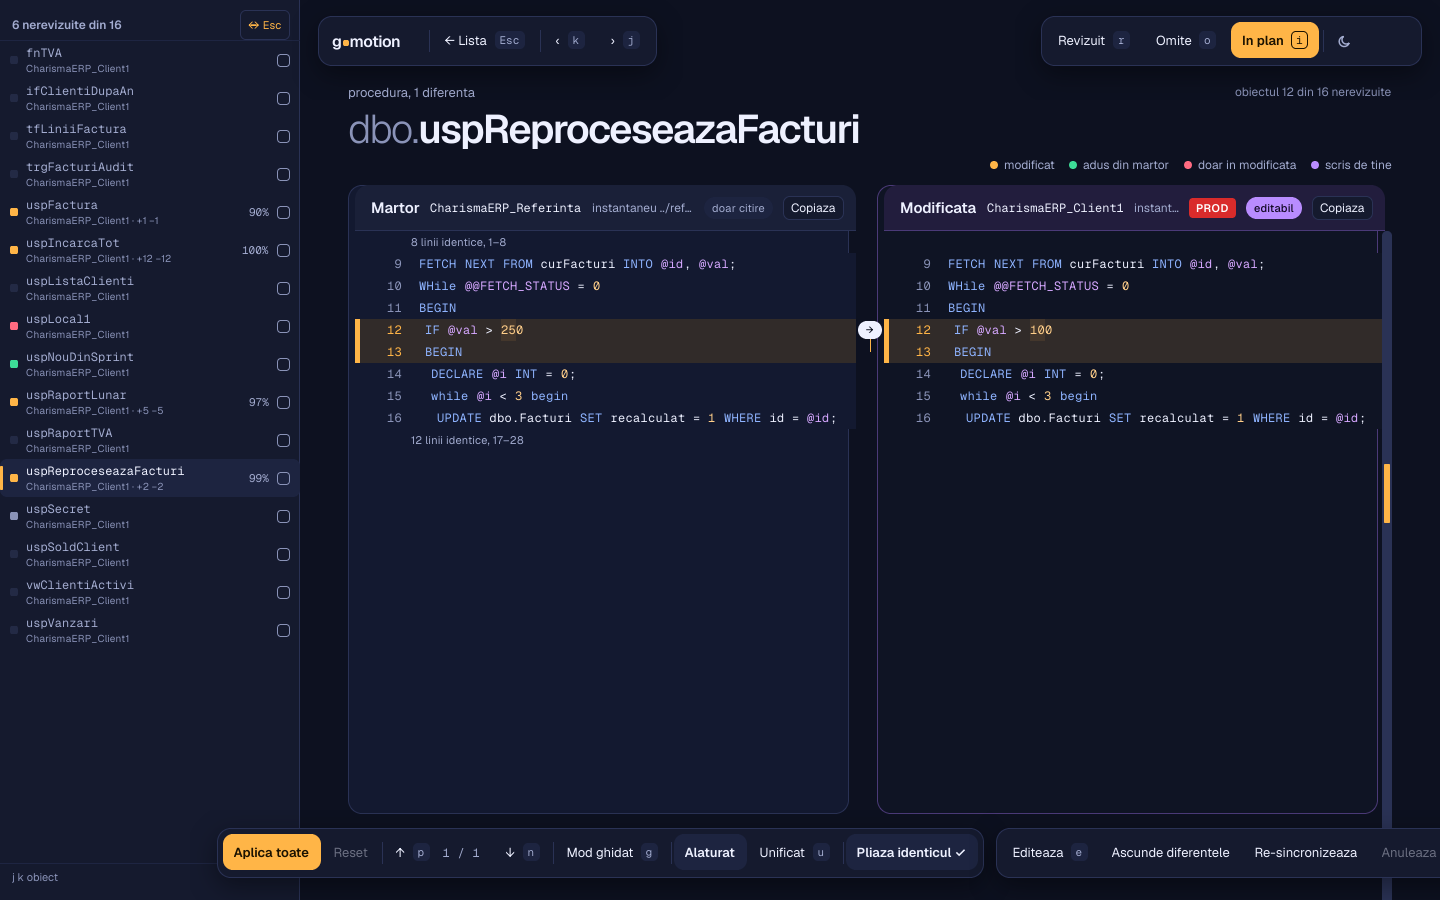 6 nerevizuite din 16
⇔ Esc
fnTVA
CharismaERP_Client1
ifClientiDupaAn
CharismaERP_Client1
tfLiniiFactura
CharismaERP_Client1
trgFacturiAudit
CharismaERP_Client1
uspFactura
CharismaERP_Client1 · +1 −1
90%
uspIncarcaTot
CharismaERP_Client1 · +12 −12
100%
uspListaClienti
CharismaERP_Client1
uspLocal1
CharismaERP_Client1
uspNouDinSprint
CharismaERP_Client1
uspRaportLunar
CharismaERP_Client1 · +5 −5
97%
uspRaportTVA
CharismaERP_Client1
uspReproceseazaFacturi
CharismaERP_Client1 · +2 −2
99%
uspSecret
CharismaERP_Client1
uspSoldClient
CharismaERP_Client1
vwClientiActivi
CharismaERP_Client1
uspVanzari
CharismaERP_Client1
j k obiect
gomotion
← Lista Esc
‹ k
› j
Revizuit r
Omite o
In plan i
procedura, 1 diferenta
obiectul 12 din 16 nerevizuite
dbo.uspReproceseazaFacturi
modificat
adus din martor
doar in modificata
scris de tine
Martor CharismaERP_Referinta instantaneu ../ref… doar citire Copiaza
8 linii identice, 1–8
9 FETCH NEXT FROM curFacturi INTO @id, @val;
10 WHile @@FETCH_STATUS = 0
11 BEGIN
12 IF @val > 250
13 BEGIN
14 DECLARE @i INT = 0;
15 while @i < 3 begin
16 UPDATE dbo.Facturi SET recalculat = 1 WHERE id = @id;
12 linii identice, 17–28
→
Modificata CharismaERP_Client1 instant… PROD editabil Copiaza
9 FETCH NEXT FROM curFacturi INTO @id, @val;
10 WHile @@FETCH_STATUS = 0
11 BEGIN
12 IF @val > 100
13 BEGIN
14 DECLARE @i INT = 0;
15 while @i < 3 begin
16 UPDATE dbo.Facturi SET recalculat = 1 WHERE id = @id;
Aplica toate
Reset
↑ p
1 / 1
↓ n
Mod ghidat g
Alaturat
Unificat u
Pliaza identicul ✓
Editeaza e
Ascunde diferentele
Re-sincronizeaza
Anuleaza